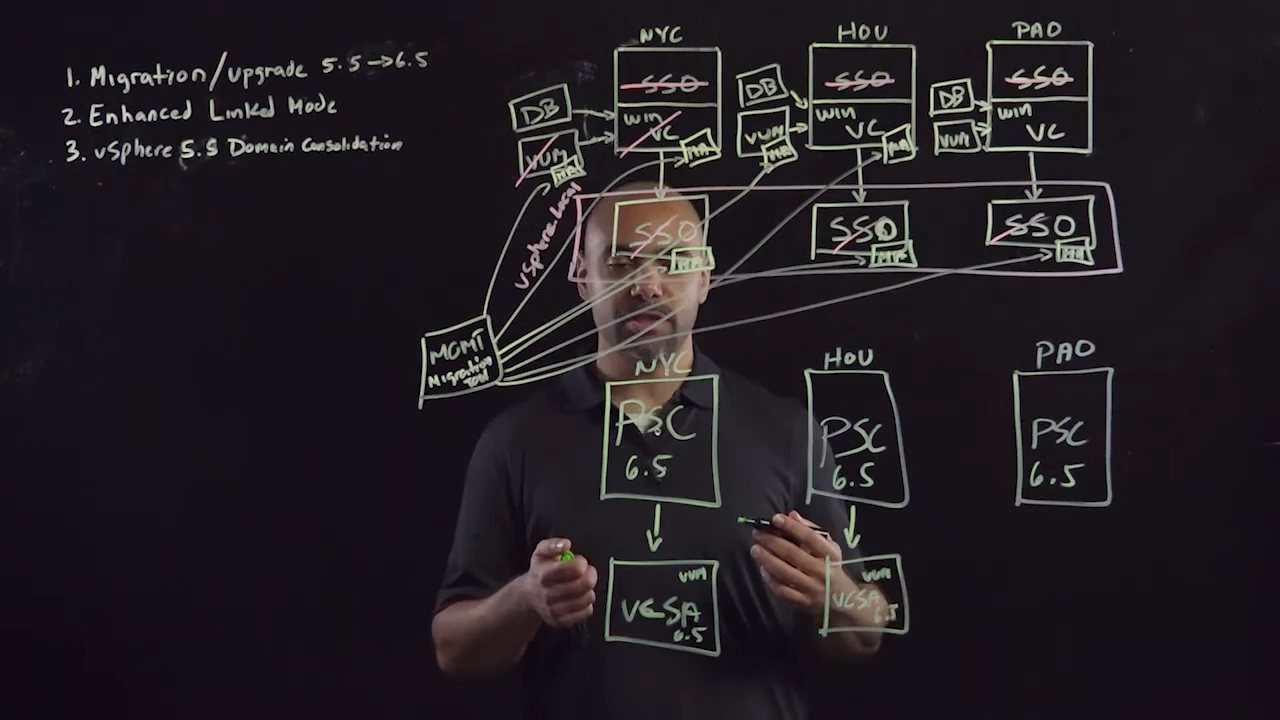 1. Migration/upgrade 5.5→6.5
2. Enhanced Linked Mode
3. vSphere 5.5 Domain Consolidation
NYC
SSO
WIN
VC
MA
DB
VUM
MA
HOU
SSO
WIN
VC
MA
DB
VUM
MA
PAO
SSO
WIN
VC
DB
VUM
vSphere.local
SSO
MA
SSO
MA
SSO
MA
MGMT
Migration
Tool
NYC
PSC
6.5
HOU
PSC
6.5
PAO
PSC
6.5
VUM
VCSA
6.5
VUM
VCSA
6.5